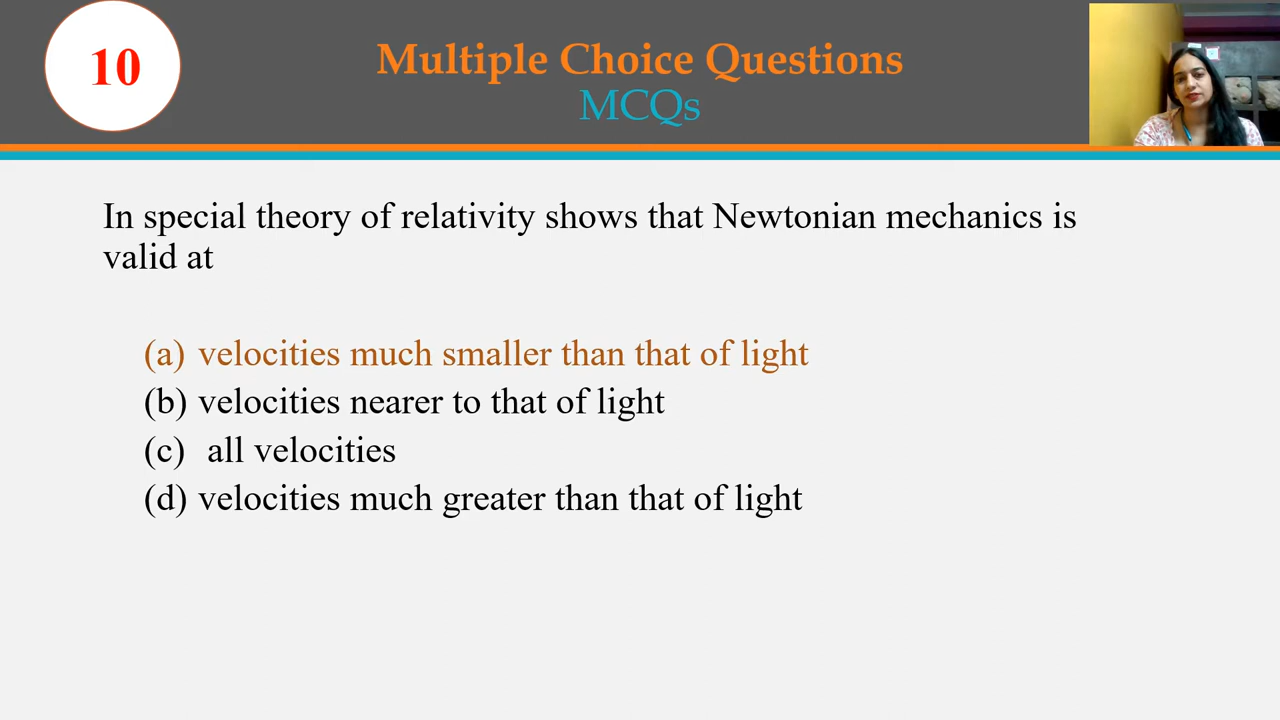 10
Multiple Choice Questions
MCQs
In special theory of relativity shows that Newtonian mechanics is
valid at
(a) velocities much smaller than that of light
(b) velocities nearer to that of light
(c) all velocities
(d) velocities much greater than that of light